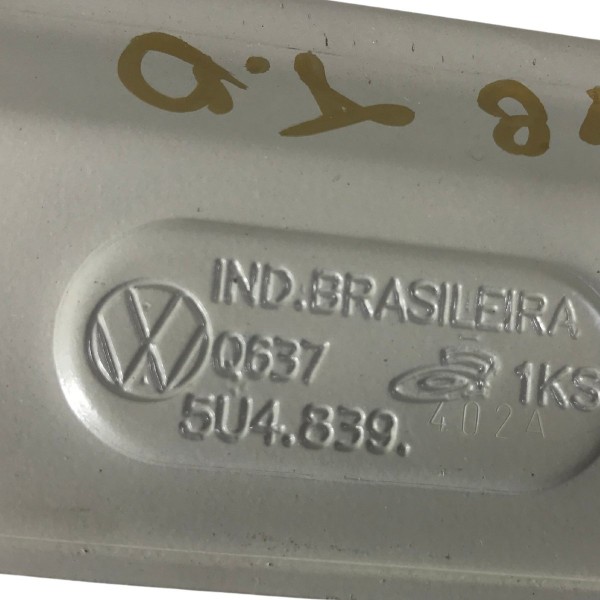 IND.BRASILEIRA
Q637 1KS
5U4.839. 402A